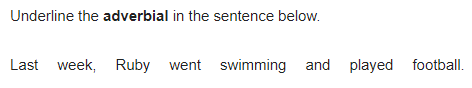 Underline the adverbial in the sentence below.
Last week, Ruby went swimming and played football.